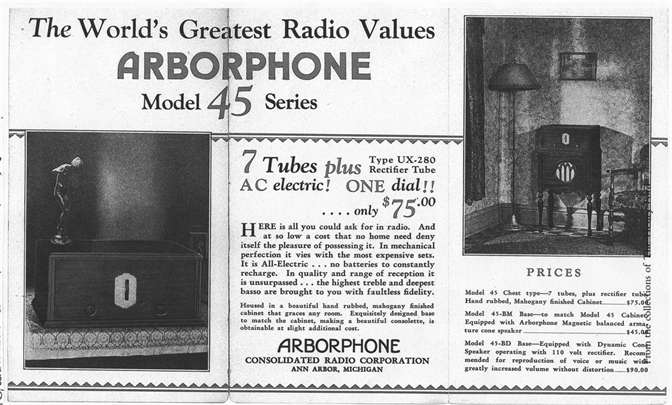 The World's Greatest Radio Values
ARBORPHONE
Model 45 Series
7 Tubes plus Type UX-280
Rectifier Tube
AC electric! ONE dial!!
.... only $75.00
HERE is all you could ask for in radio. And
at so low a cost that no home need deny
itself the pleasure of possessing it. In mechanical
perfection it vies with the most expensive sets.
It is All-Electric . . . no batteries to constantly
recharge. In quality and range of reception it
is unsurpassed . . . the highest treble and deepest
basso are brought to you with faultless fidelity.
Housed in a beautiful hand rubbed, mahogany finished
cabinet that graces any room. Exquisitely designed base
to match the cabinet, making a beautiful consolette, is
obtainable at slight additional cost.
ARBORPHONE
CONSOLIDATED RADIO CORPORATION
ANN ARBOR, MICHIGAN
PRICES
Model 45 Chest type—7 tubes, plus rectifier tube
Hand rubbed, Mahogany finished Cabinet $75.00
Model 45-BM Base—to match Model 45 Cabinet
Equipped with Arborphone Magnetic balanced arma-
ture cone speaker $45.00
Model 45-BD Base—Equipped with Dynamic Cone
Speaker operating with 110 volt rectifier. Recom-
mended for reproduction of voice or music with
greatly increased volume without distortion $90.00
From the collections of